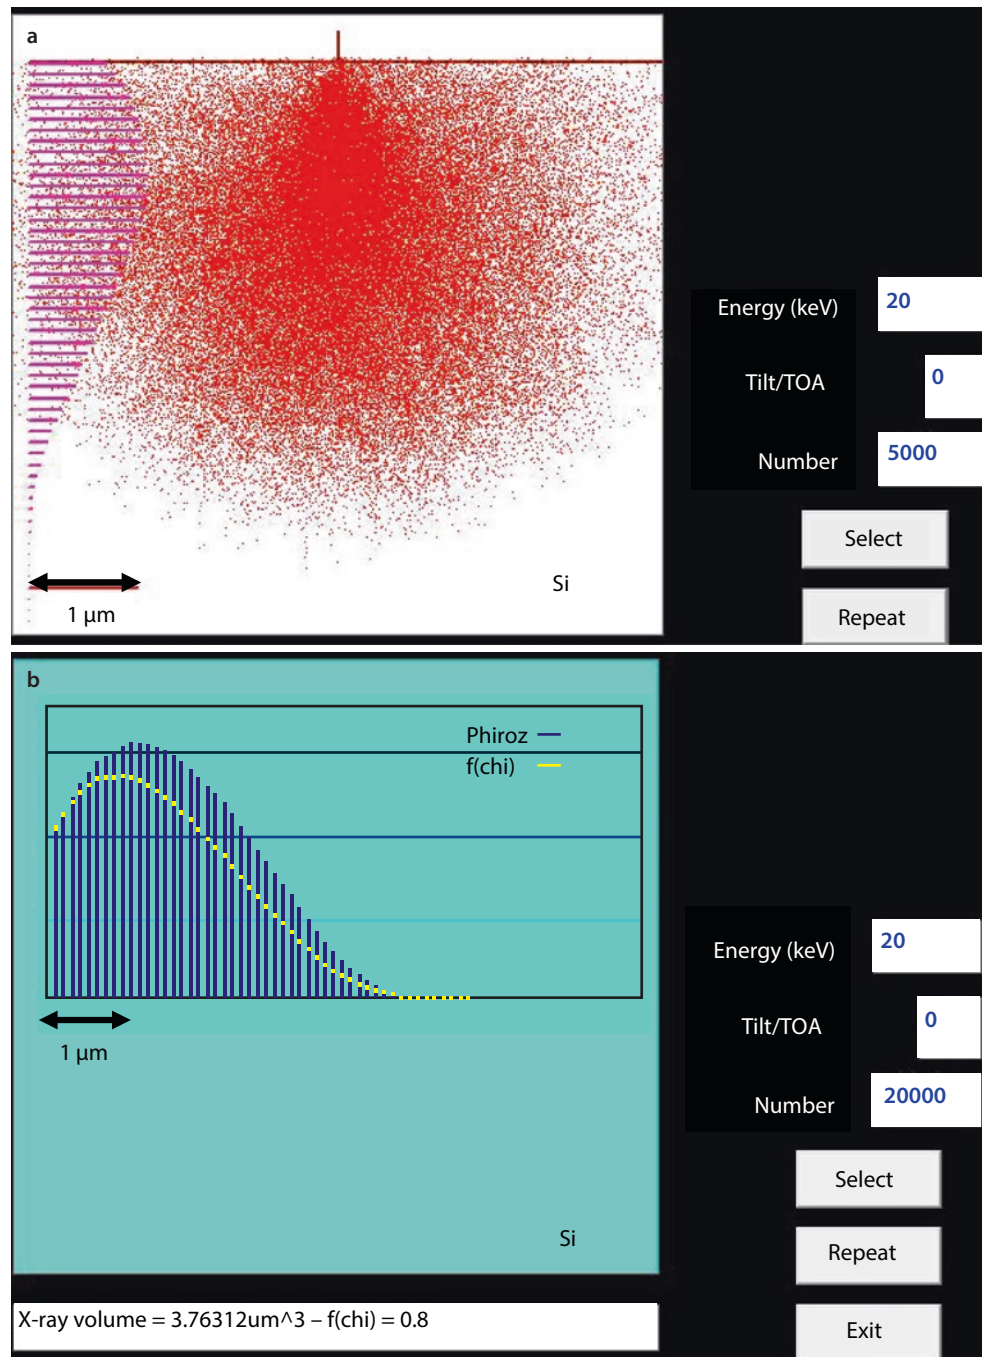 a
Energy (keV) 20
Tilt/TOA 0
Number 5000
Select
Si
1 µm
Repeat
b
Phiroz
f(chi)
1 µm
Energy (keV) 20
Tilt/TOA 0
Number 20000
Select
Si
Repeat
X-ray volume = 3.76312um^3 – f(chi) = 0.8
Exit